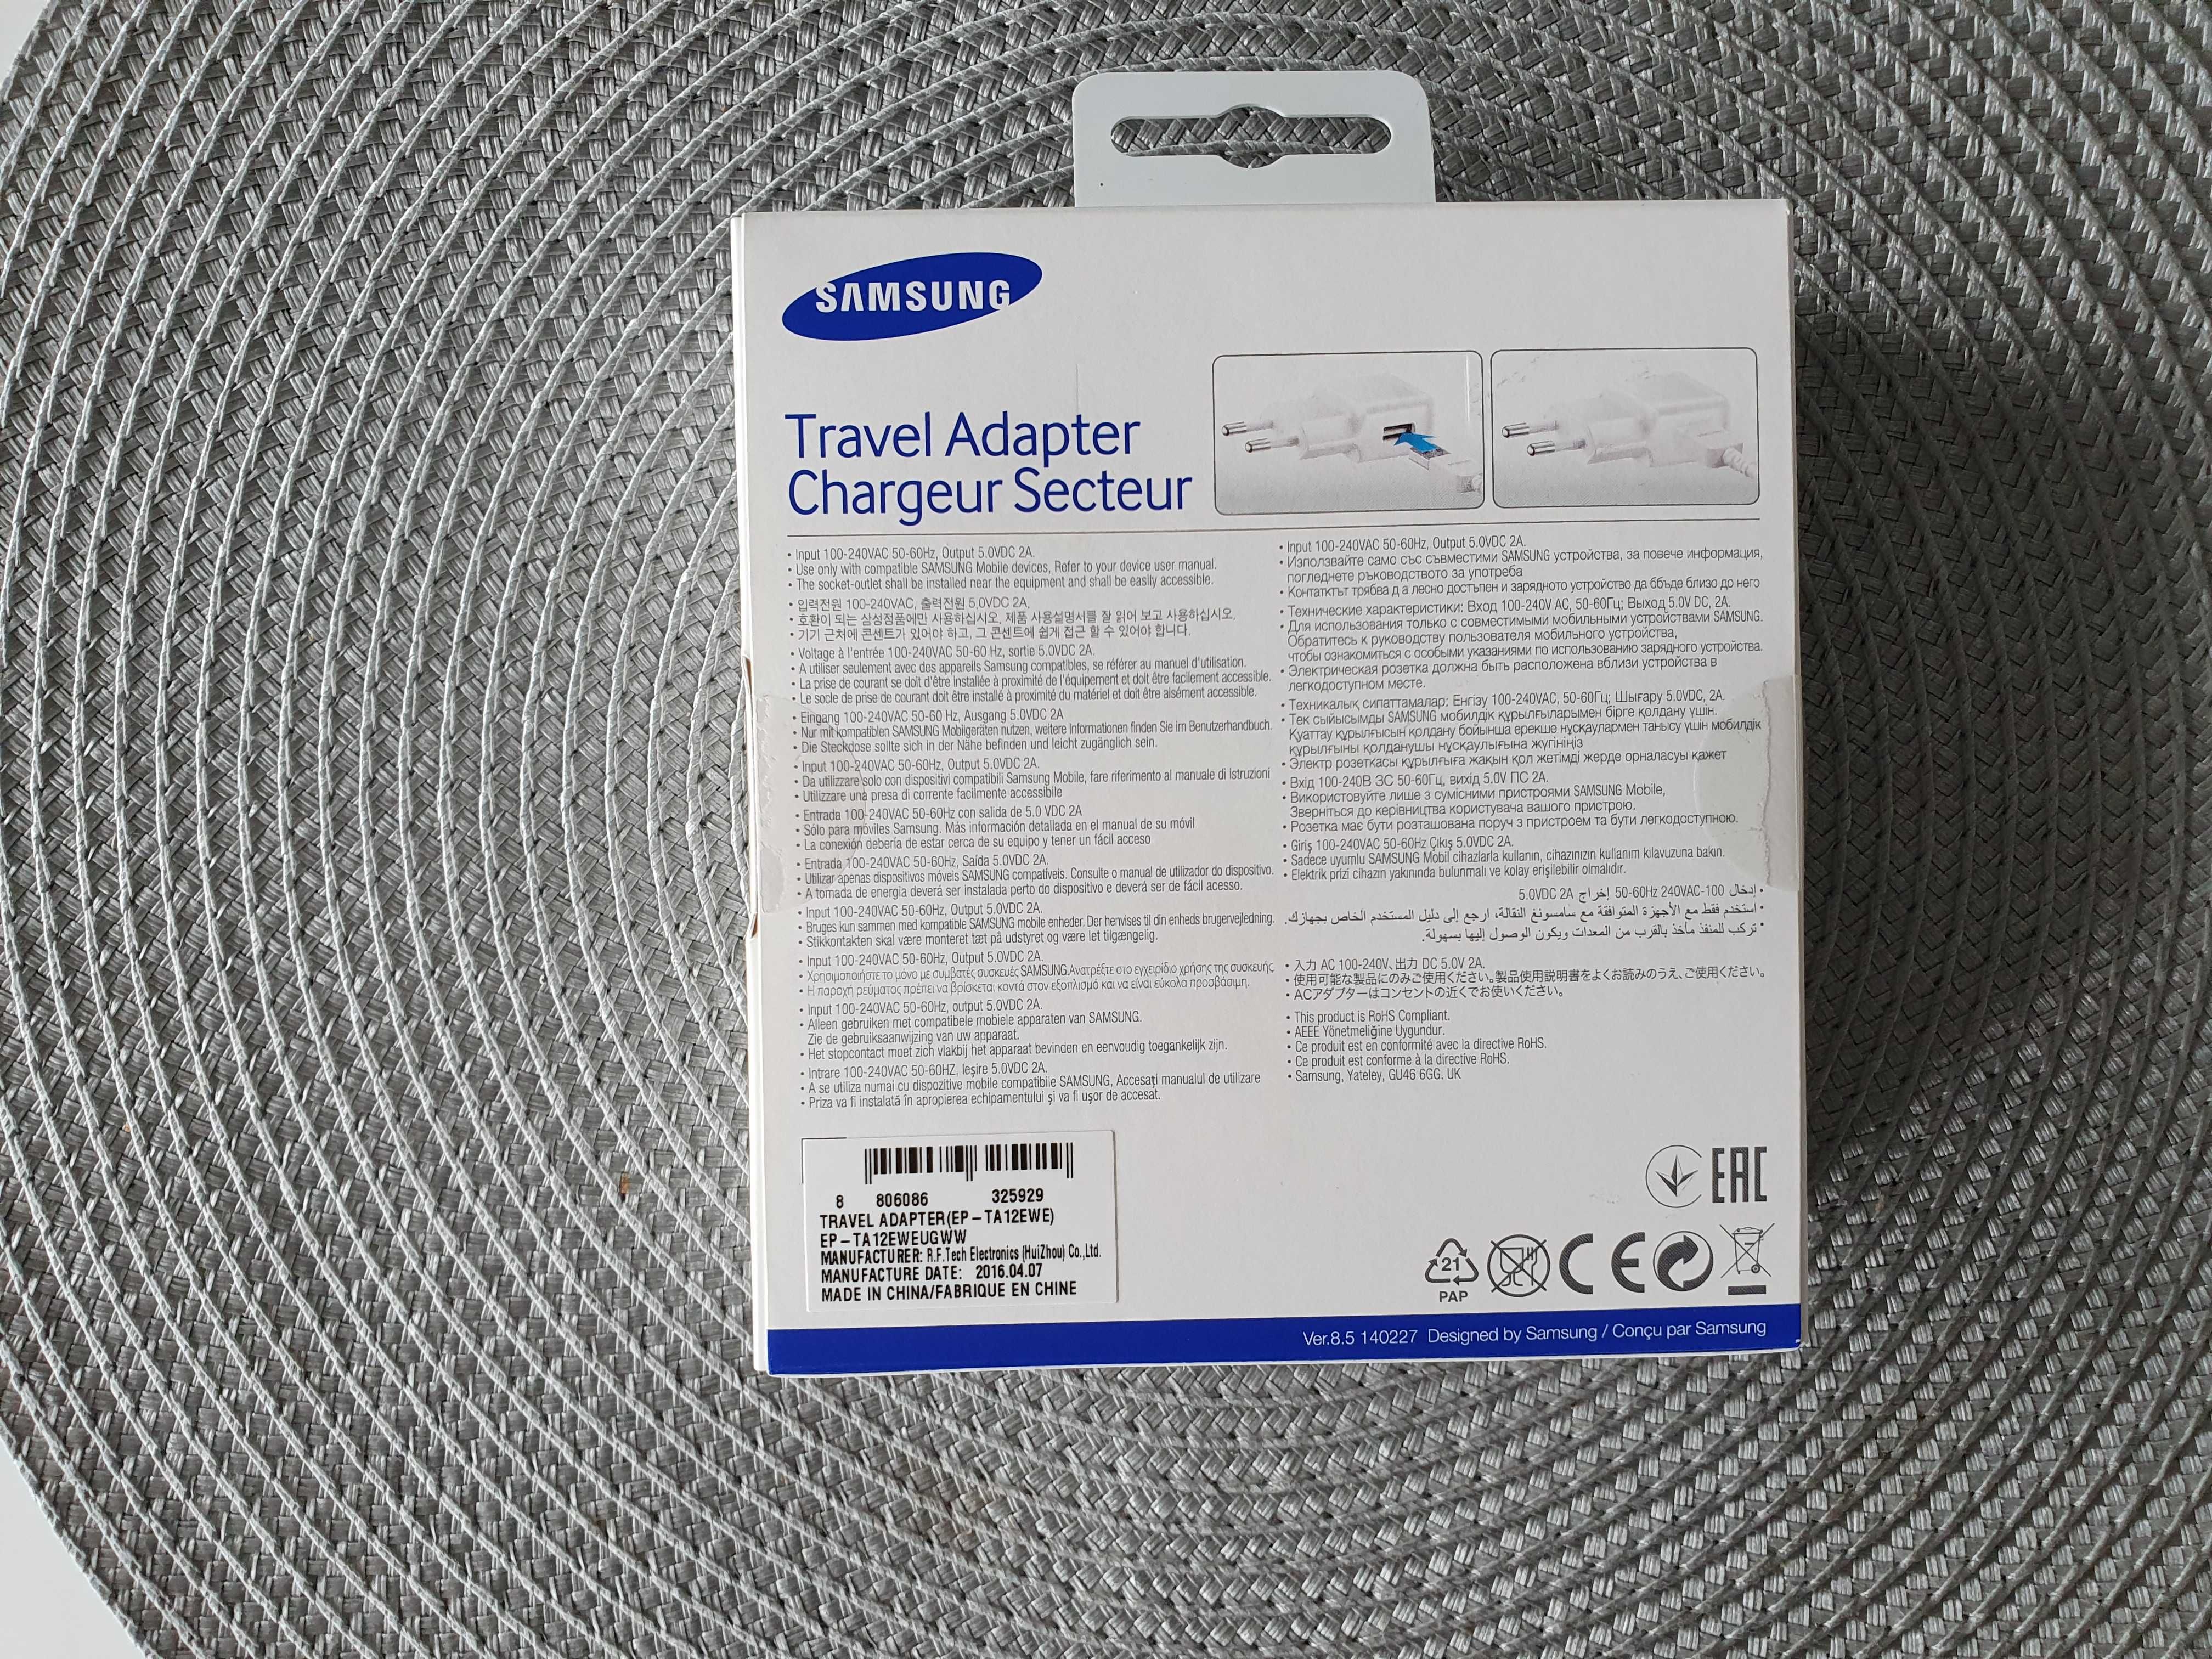 SAMSUNG
Travel Adapter
Chargeur Secteur
• Input 100-240VAC 50-60Hz, Output 5.0VDC 2A.
• Use only with compatible SAMSUNG Mobile devices, Refer to your device user manual.
• The socket-outlet shall be installed near the equipment and shall be easily accessible.
• 입력전원 100-240VAC, 출력전원 5.0VDC 2A.
• 호환이 되는 삼성정품에만 사용하십시오. 제품 사용설명서를 잘 읽어 보고 사용하십시오.
• 기기 근처에 콘센트가 있어야 하고, 그 콘센트에 쉽게 접근 할 수 있어야 합니다.
• Voltage à l'entrée 100-240VAC 50-60 Hz, sortie 5.0VDC 2A.
• A utiliser seulement avec des appareils Samsung compatibles, se référer au manuel d'utilisation.
• La prise de courant se doit d'être installée à proximité de l'équipement et doit être facilement accessible.
• Le socle de prise de courant doit être installé à proximité du matériel et doit être aisément accessible.
• Eingang 100-240VAC 50-60 Hz, Ausgang 5.0VDC 2A
• Nur mit kompatiblen SAMSUNG Mobilgeräten nutzen, weitere Informationen finden Sie im Benutzerhandbuch.
• Die Steckdose sollte sich in der Nähe befinden und leicht zugänglich sein.
• Input 100-240VAC 50-60Hz, Output 5.0VDC 2A.
• Da utilizzare solo con dispositivi compatibili Samsung Mobile, fare riferimento al manuale di Istruzioni
• Utilizzare una presa di corrente facilmente accessibile
• Entrada 100-240VAC 50-60Hz con salida de 5.0 VDC 2A
• Sólo para móviles Samsung. Más información detallada en el manual de su móvil
• La conexión debería de estar cerca de su equipo y tener un fácil acceso
• Entrada 100-240VAC 50-60Hz, Saída 5.0VDC 2A.
• Utilizar apenas dispositivos móveis SAMSUNG compatíveis. Consulte o manual de utilizador do dispositivo.
• A tomada de energia deverá ser instalada perto do dispositivo e deverá ser de fácil acesso.
• Input 100-240VAC 50-60Hz, Output 5.0VDC 2A.
• Bruges kun sammen med kompatible SAMSUNG mobile enheder. Der henvises til din enheds brugervejledning.
• Stikkontakten skal være monteret tæt på udstyret og være let tilgængelig.
• Input 100-240VAC 50-60Hz, Output 5.0VDC 2A.
• Χρησιμοποιήστε το μόνο με συμβατές συσκευές SAMSUNG.Ανατρέξτε στο εγχειρίδιο χρήσης της συσκευής.
• Η παροχή ρεύματος πρέπει να βρίσκεται κοντά στον εξοπλισμό και να είναι εύκολα προσβάσιμη.
• Input 100-240VAC 50-60Hz, output 5.0VDC 2A.
• Alleen gebruiken met compatibele mobiele apparaten van SAMSUNG.
Zie de gebruiksaanwijzing van uw apparaat.
• Het stopcontact moet zich vlakbij het apparaat bevinden en eenvoudig toegankelijk zijn.
• Intrare 100-240VAC 50-60HZ, Ieşire 5.0VDC 2A.
• A se utiliza numai cu dispozitive mobile compatibile SAMSUNG, Accesaţi manualul de utilizare
• Priza va fi instalată în apropierea echipamentului şi va fi uşor de accesat.
• Input 100-240VAC 50-60Hz, Output 5.0VDC 2A.
• Използвайте само със съвместими SAMSUNG устройства, за повече информация,
погледнете ръководството за употреба
• Контактът трябва д а лесно достъпен и зарядното устройство да ббъде близо до него
• Технические характеристики: Вход 100-240V AC, 50-60Гц; Выход 5.0V DC, 2A.
• Для использования только с совместимыми мобильными устройствами SAMSUNG.
Обратитесь к руководству пользователя мобильного устройства,
чтобы ознакомиться с особыми указаниями по использованию зарядного устройства.
• Электрическая розетка должна быть расположена вблизи устройства в
легкодоступном месте.
• Техникалық сипаттамалар: Енгізу 100-240VAC, 50-60Гц; Шығару 5.0VDC, 2A.
• Тек сыйысымды SAMSUNG мобилдік құрылғыларымен бірге қолдану үшін.
Қуаттау құрылғысын қолдану бойынша ерекше нұсқаулармен танысу үшін мобилдік
құрылғыны қолданушы нұсқаулығына жүгініңіз
• Электр розеткасы құрылғыға жақын қол жетімді жерде орналасуы қажет
• Вхід 100-240В ЗС 50-60Гц, вихід 5.0V ПС 2А.
• Використовуйте лише з сумісними пристроями SAMSUNG Mobile,
Зверніться до керівництва користувача вашого пристрою.
• Розетка має бути розташована поруч з пристроем та бути легкодоступною.
• Giriş 100-240VAC 50-60Hz Çıkış 5.0VDC 2A.
• Sadece uyumlu SAMSUNG Mobil cihazlarla kullanın, cihazınızın kullanım kılavuzuna bakın.
• Elektrik prizi cihazın yakınında bulunmalı ve kolay erişilebilir olmalıdır.
• إدخال 100-240VAC 50-60Hz إخراج 5.0VDC 2A
• استخدم فقط مع الأجهزة المتوافقة مع سامسونغ النقالة، ارجع إلى دليل المستخدم الخاص بجهازك.
• تركب للمنفذ مأخذ بالقرب من المعدات ويكون الوصول إليها بسهولة.
• 入力 AC 100-240V、出力 DC 5.0V 2A.
• 使用可能な製品にのみご使用ください。製品使用説明書をよくお読みのうえ、ご使用ください。
• ACアダプターはコンセントの近くでお使いください。
• This product is RoHS Compliant.
• AEEE Yönetmeliğine Uygundur.
• Ce produit est en conformité avec la directive RoHS.
• Ce produit est conforme à la directive RoHS.
• Samsung, Yateley, GU46 6GG. UK
8 806086 325929
TRAVEL ADAPTER(EP-TA12EWE)
EP-TA12EWEUGWW
MANUFACTURER: R.F.Tech Electronics (HuiZhou) Co.,Ltd.
MANUFACTURE DATE: 2016.04.07
MADE IN CHINA/FABRIQUE EN CHINE
EAC
21
PAP
CE
Ver.8.5 140227 Designed by Samsung / Conçu par Samsung